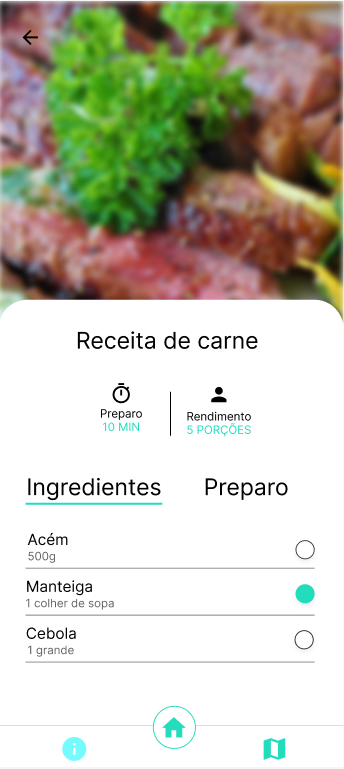 Receita de carne
Preparo
10 MIN
Rendimento
5 PORÇÕES
Ingredientes
Preparo
Acém
500g
Manteiga
1 colher de sopa
Cebola
1 grande